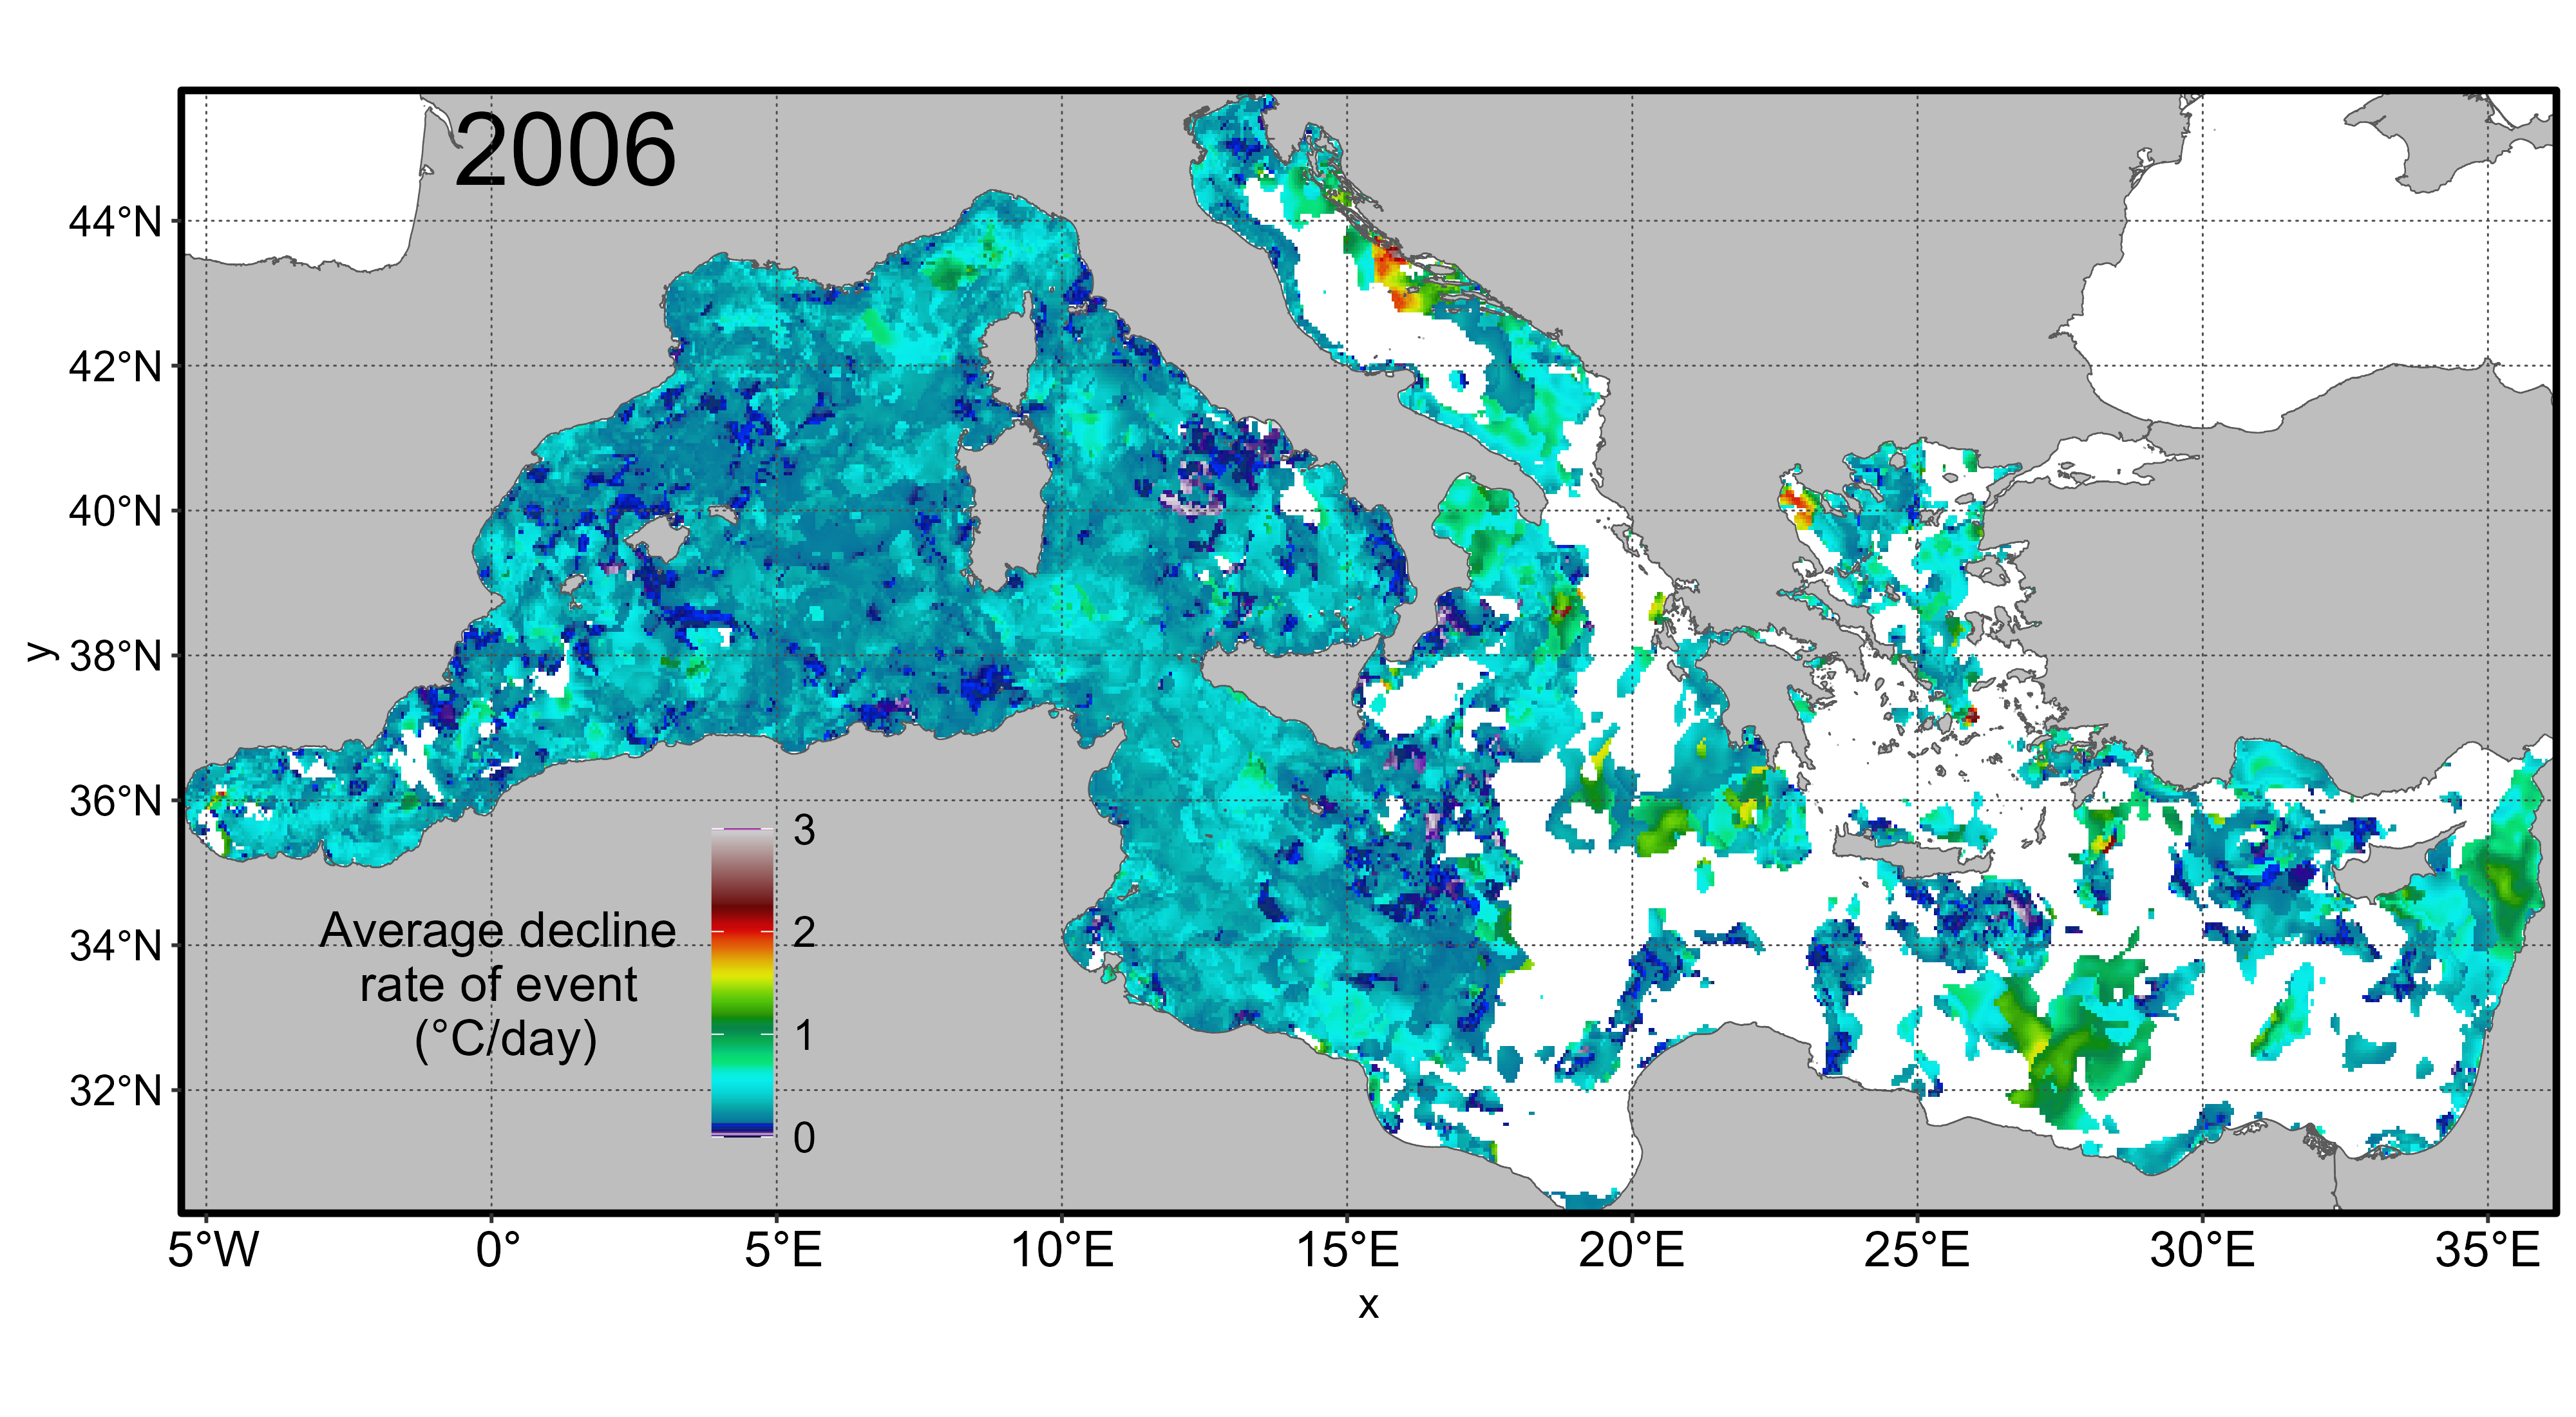 2006
44°N
42°N
40°N
38°N
36°N
34°N
32°N
y
Average decline
rate of event
(°C/day)
3
2
1
0
5°W 0° 5°E 10°E 15°E 20°E 25°E 30°E 35°E
x